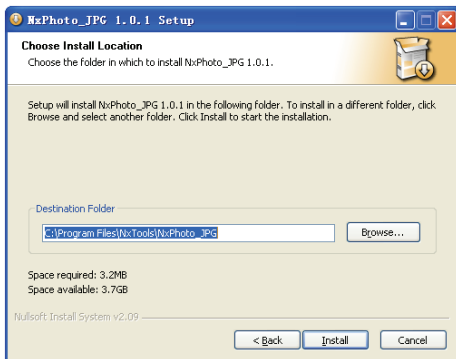 NxPhoto_JPG 1.0.1 Setup
Choose Install Location
Choose the folder in which to install NxPhoto_JPG 1.0.1.
Setup will install NxPhoto_JPG 1.0.1 in the following folder. To install in a different folder, click
Browse and select another folder. Click Install to start the installation.
Destination Folder
C:\Program Files\NxTools\NxPhoto_JPG
Browse...
Space required: 3.2MB
Space available: 3.7GB
Nullsoft Install System v2.09
< Back
Install
Cancel